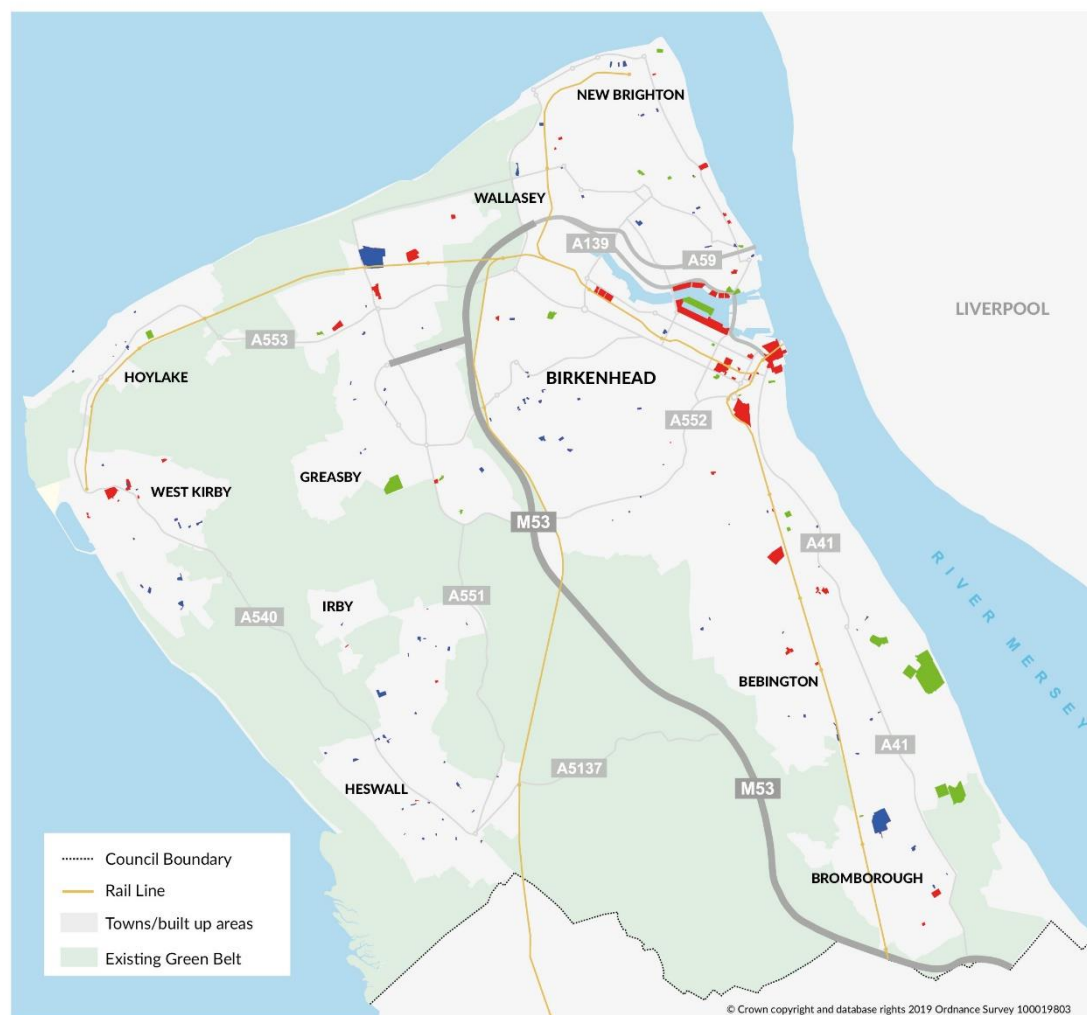 NEW BRIGHTON
WALLASEY
A139
A59
LIVERPOOL
A553
HOYLAKE
BIRKENHEAD
A552
GREASBY
WEST KIRBY
M53
A41
IRBY
A551
A540
RIVER MERSEY
BEBINGTON
A41
A5137
HESWALL
M53
BROMBOROUGH
Council Boundary
Rail Line
Towns/built up areas
Existing Green Belt
© Crown copyright and database rights 2019 Ordnance Survey 100019803